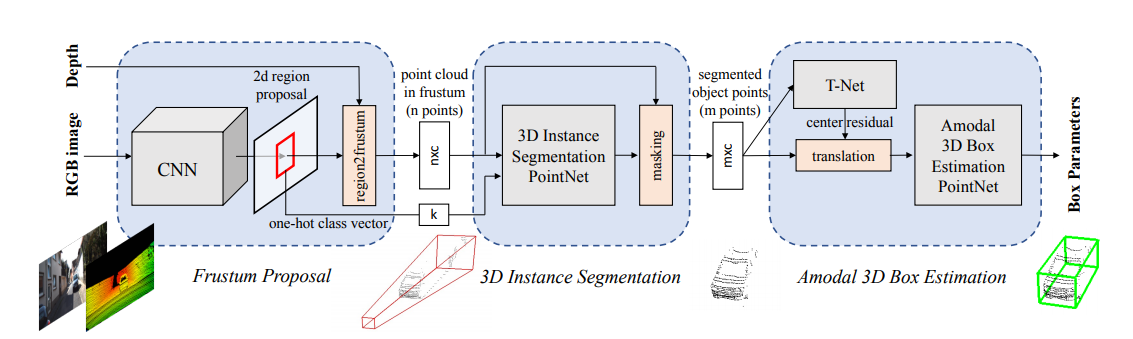 Depth
RGB image
CNN
2d region
proposal
region2frustum
one-hot class vector
Frustum Proposal
point cloud
in frustum
(n points)
nxc
k
3D Instance
Segmentation
PointNet
masking
3D Instance Segmentation
segmented
object points
(m points)
mxc
T-Net
center residual
translation
Amodal
3D Box
Estimation
PointNet
Amodal 3D Box Estimation
Box Parameters